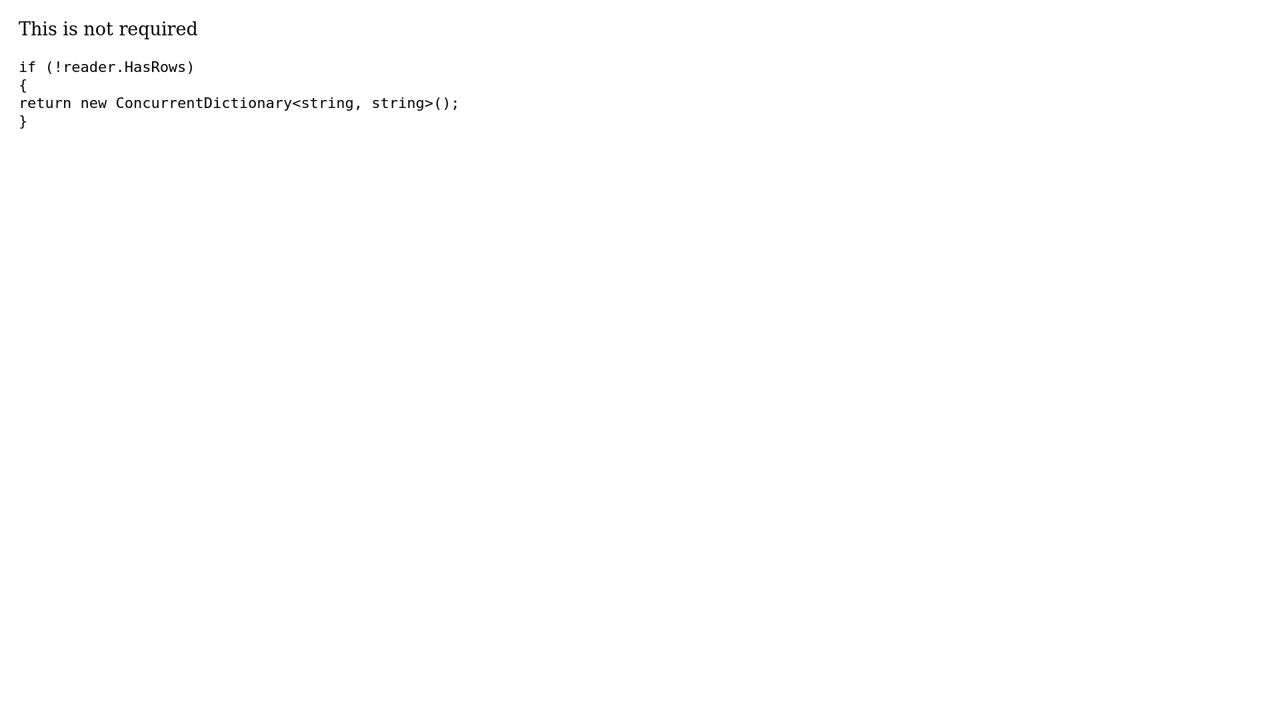 This is not required
if (!reader.HasRows)
{
return new ConcurrentDictionary<string, string>();
}